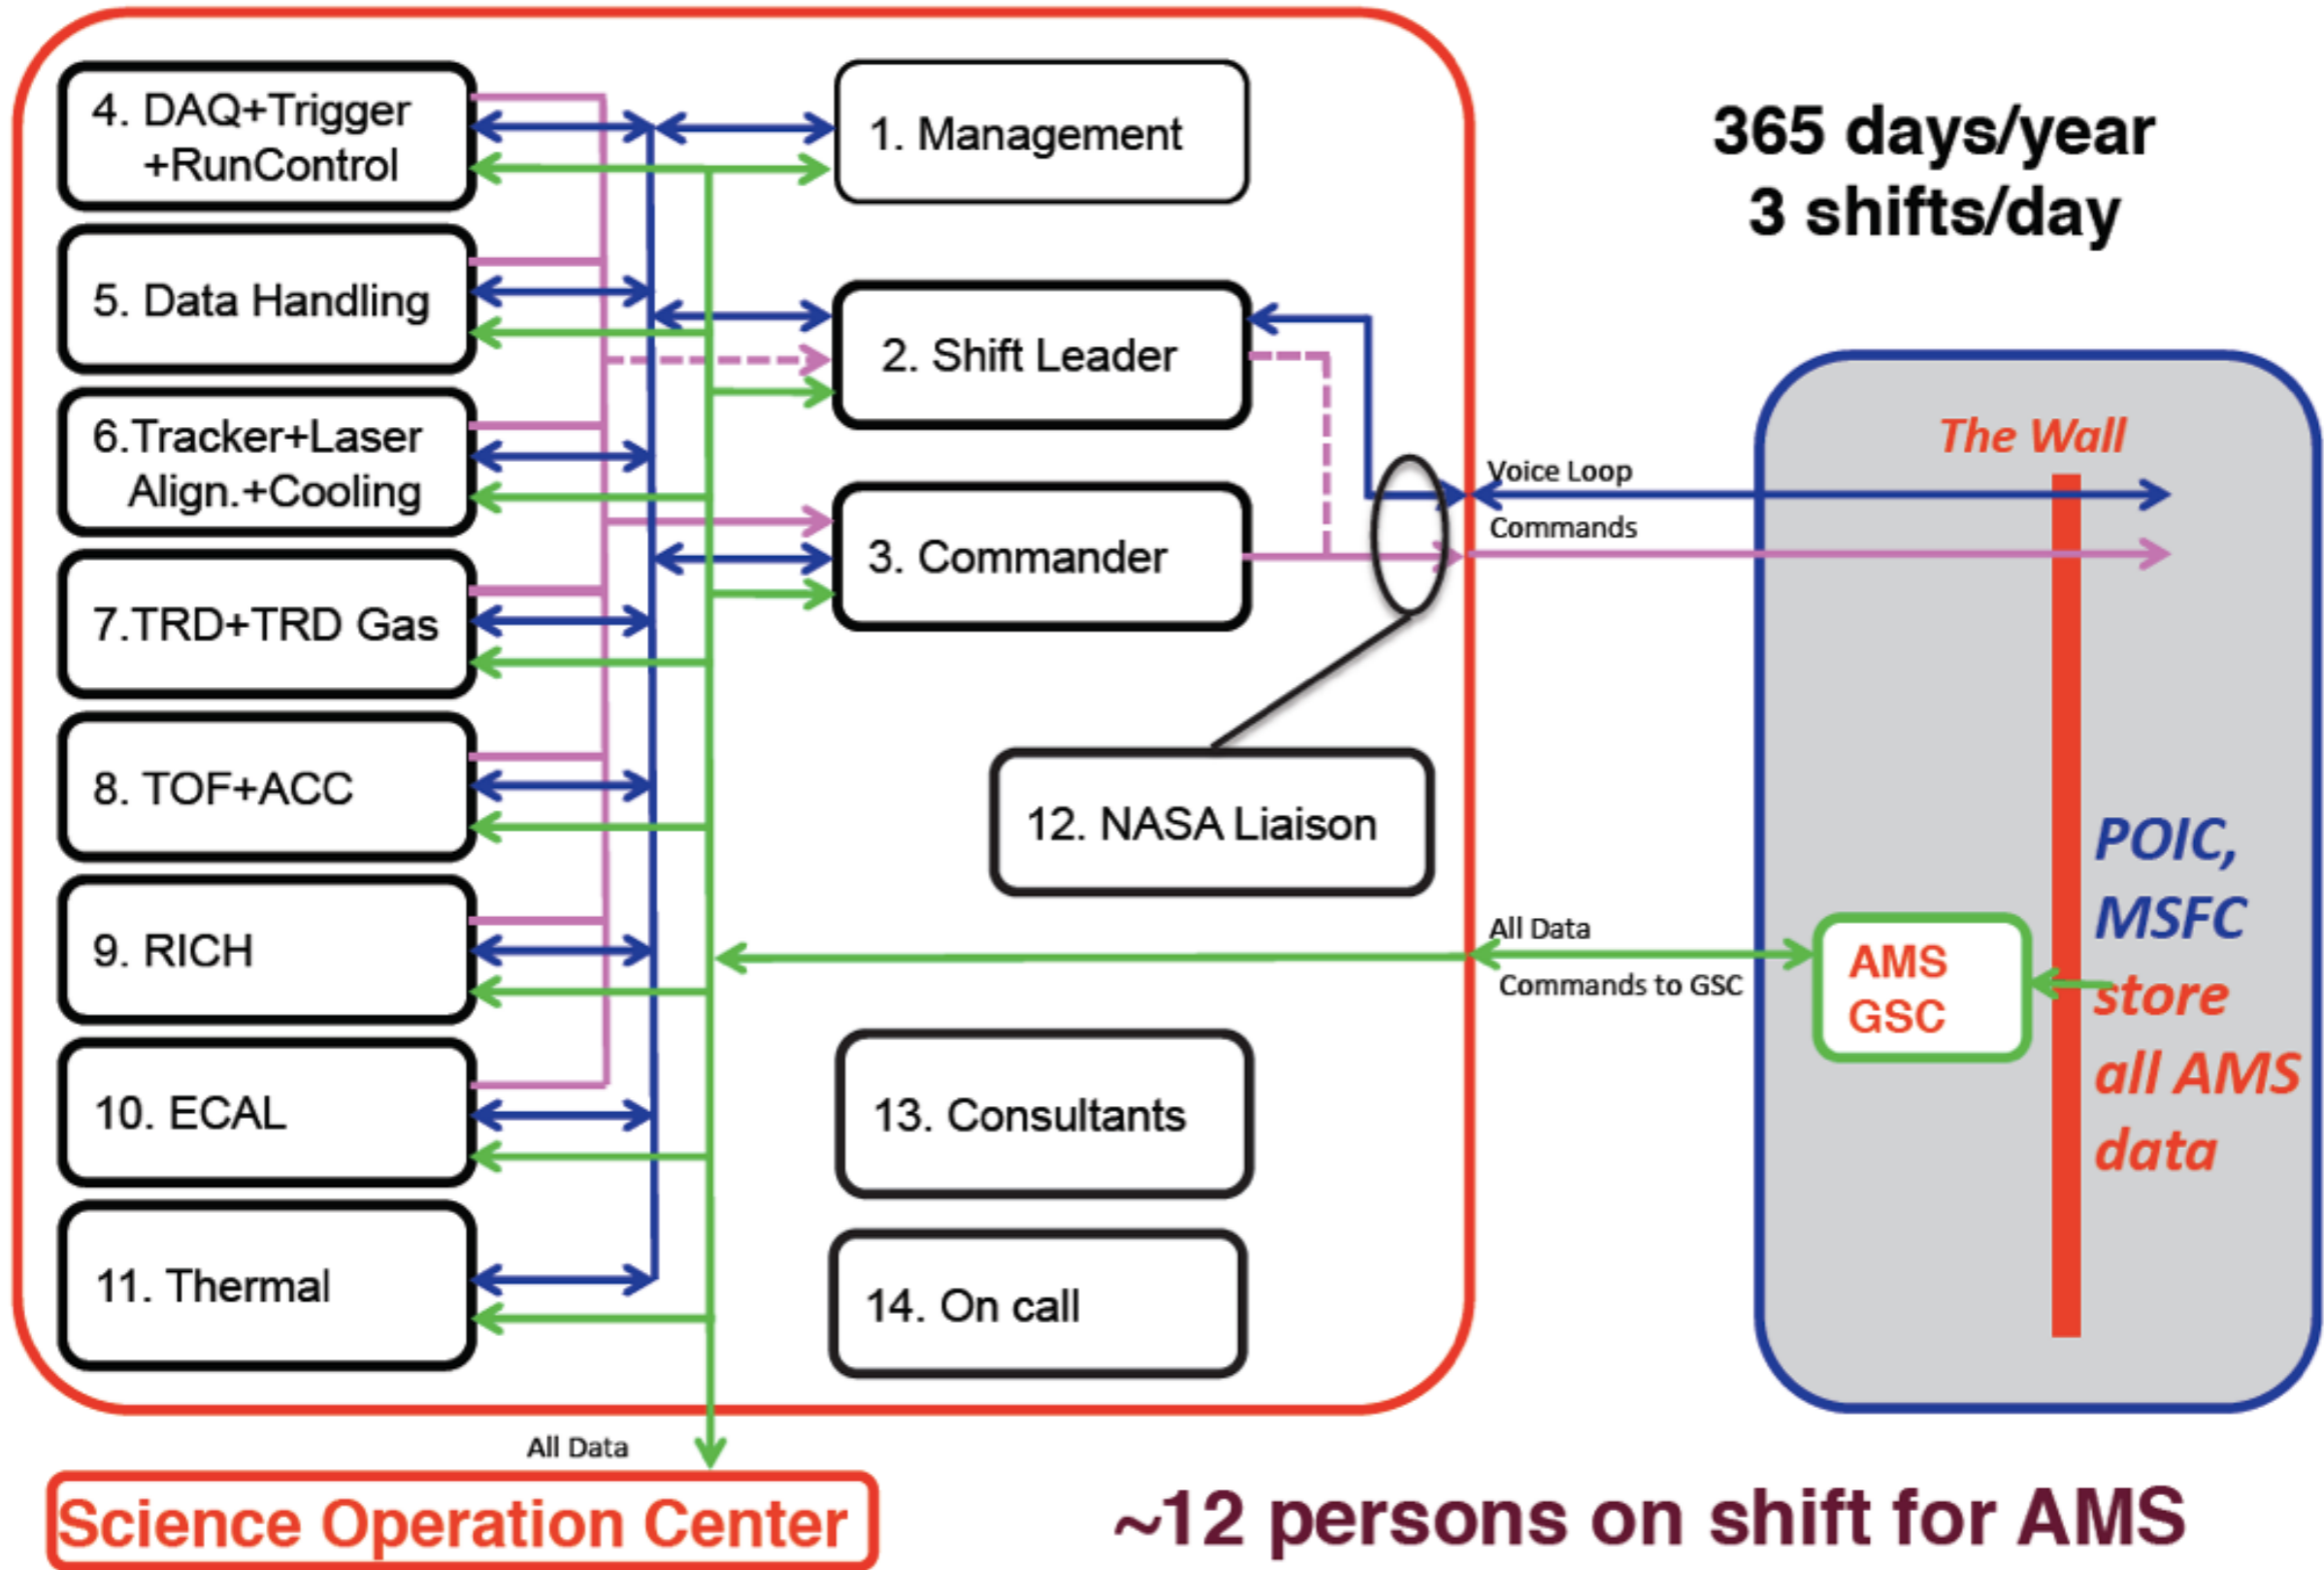 4. DAQ+Trigger
+RunControl
5. Data Handling
6.Tracker+Laser
Align.+Cooling
7.TRD+TRD Gas
8. TOF+ACC
9. RICH
10. ECAL
11. Thermal
1. Management
2. Shift Leader
3. Commander
12. NASA Liaison
13. Consultants
14. On call
365 days/year
3 shifts/day
Voice Loop
Commands
All Data
Commands to GSC
The Wall
AMS
GSC
POIC,
MSFC
store
all AMS
data
All Data
Science Operation Center
~12 persons on shift for AMS